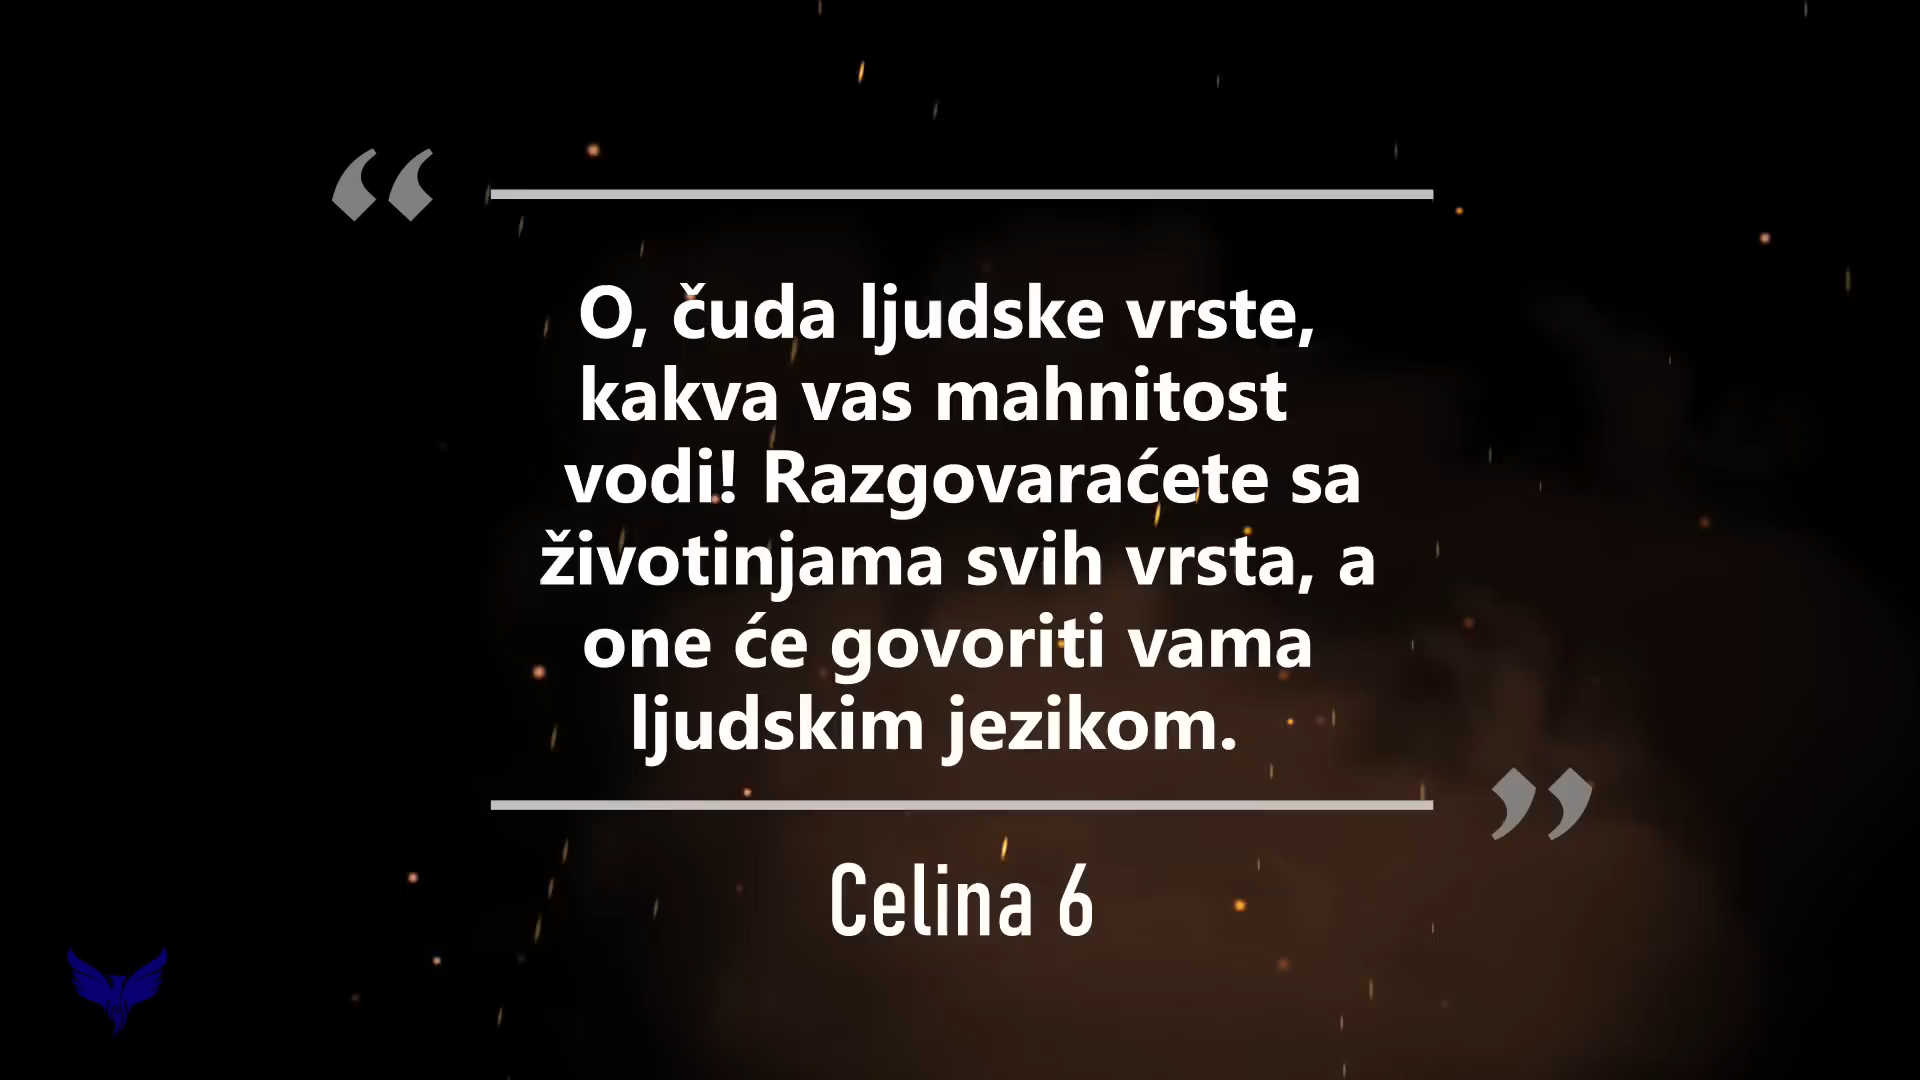 O, čuda ljudske vrste,
kakva vas mahnitost
vodi! Razgovaraćete sa
životinjama svih vrsta, a
one će govoriti vama
ljudskim jezikom.
Celina 6